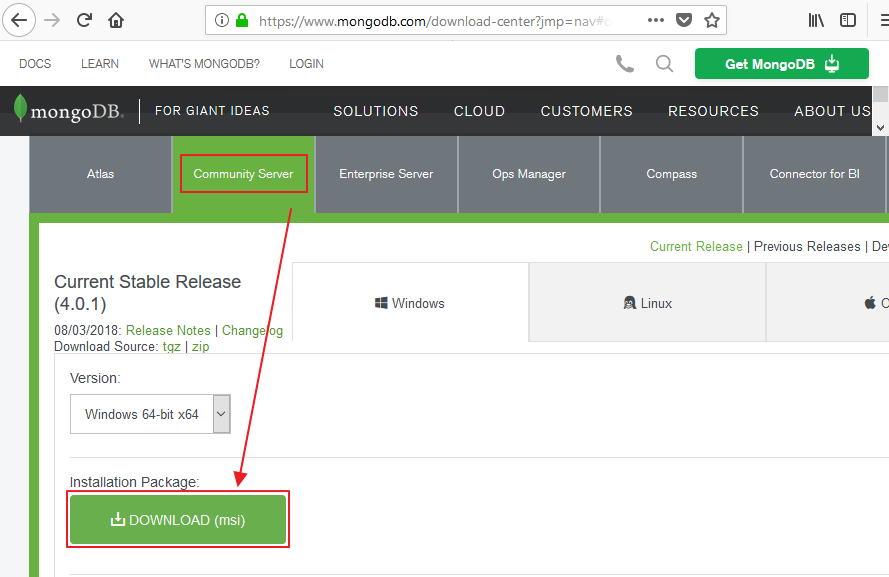 https://www.mongodb.com/download-center?jmp=nav#c
DOCS LEARN WHAT'S MONGODB? LOGIN Get MongoDB
mongoDB. FOR GIANT IDEAS SOLUTIONS CLOUD CUSTOMERS RESOURCES ABOUT US
Atlas Community Server Enterprise Server Ops Manager Compass Connector for BI
Current Release | Previous Releases | De
Current Stable Release
(4.0.1)
08/03/2018: Release Notes | Changelog
Download Source: tgz | zip
Windows Linux
Version:
Windows 64-bit x64
Installation Package:
DOWNLOAD (msi)